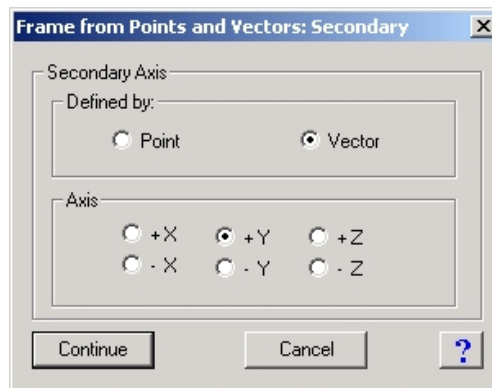 Frame from Points and Vectors: Secondary
Secondary Axis
Defined by:
Point Vector
Axis
+X +Y +Z
- X - Y - Z
Continue Cancel ?